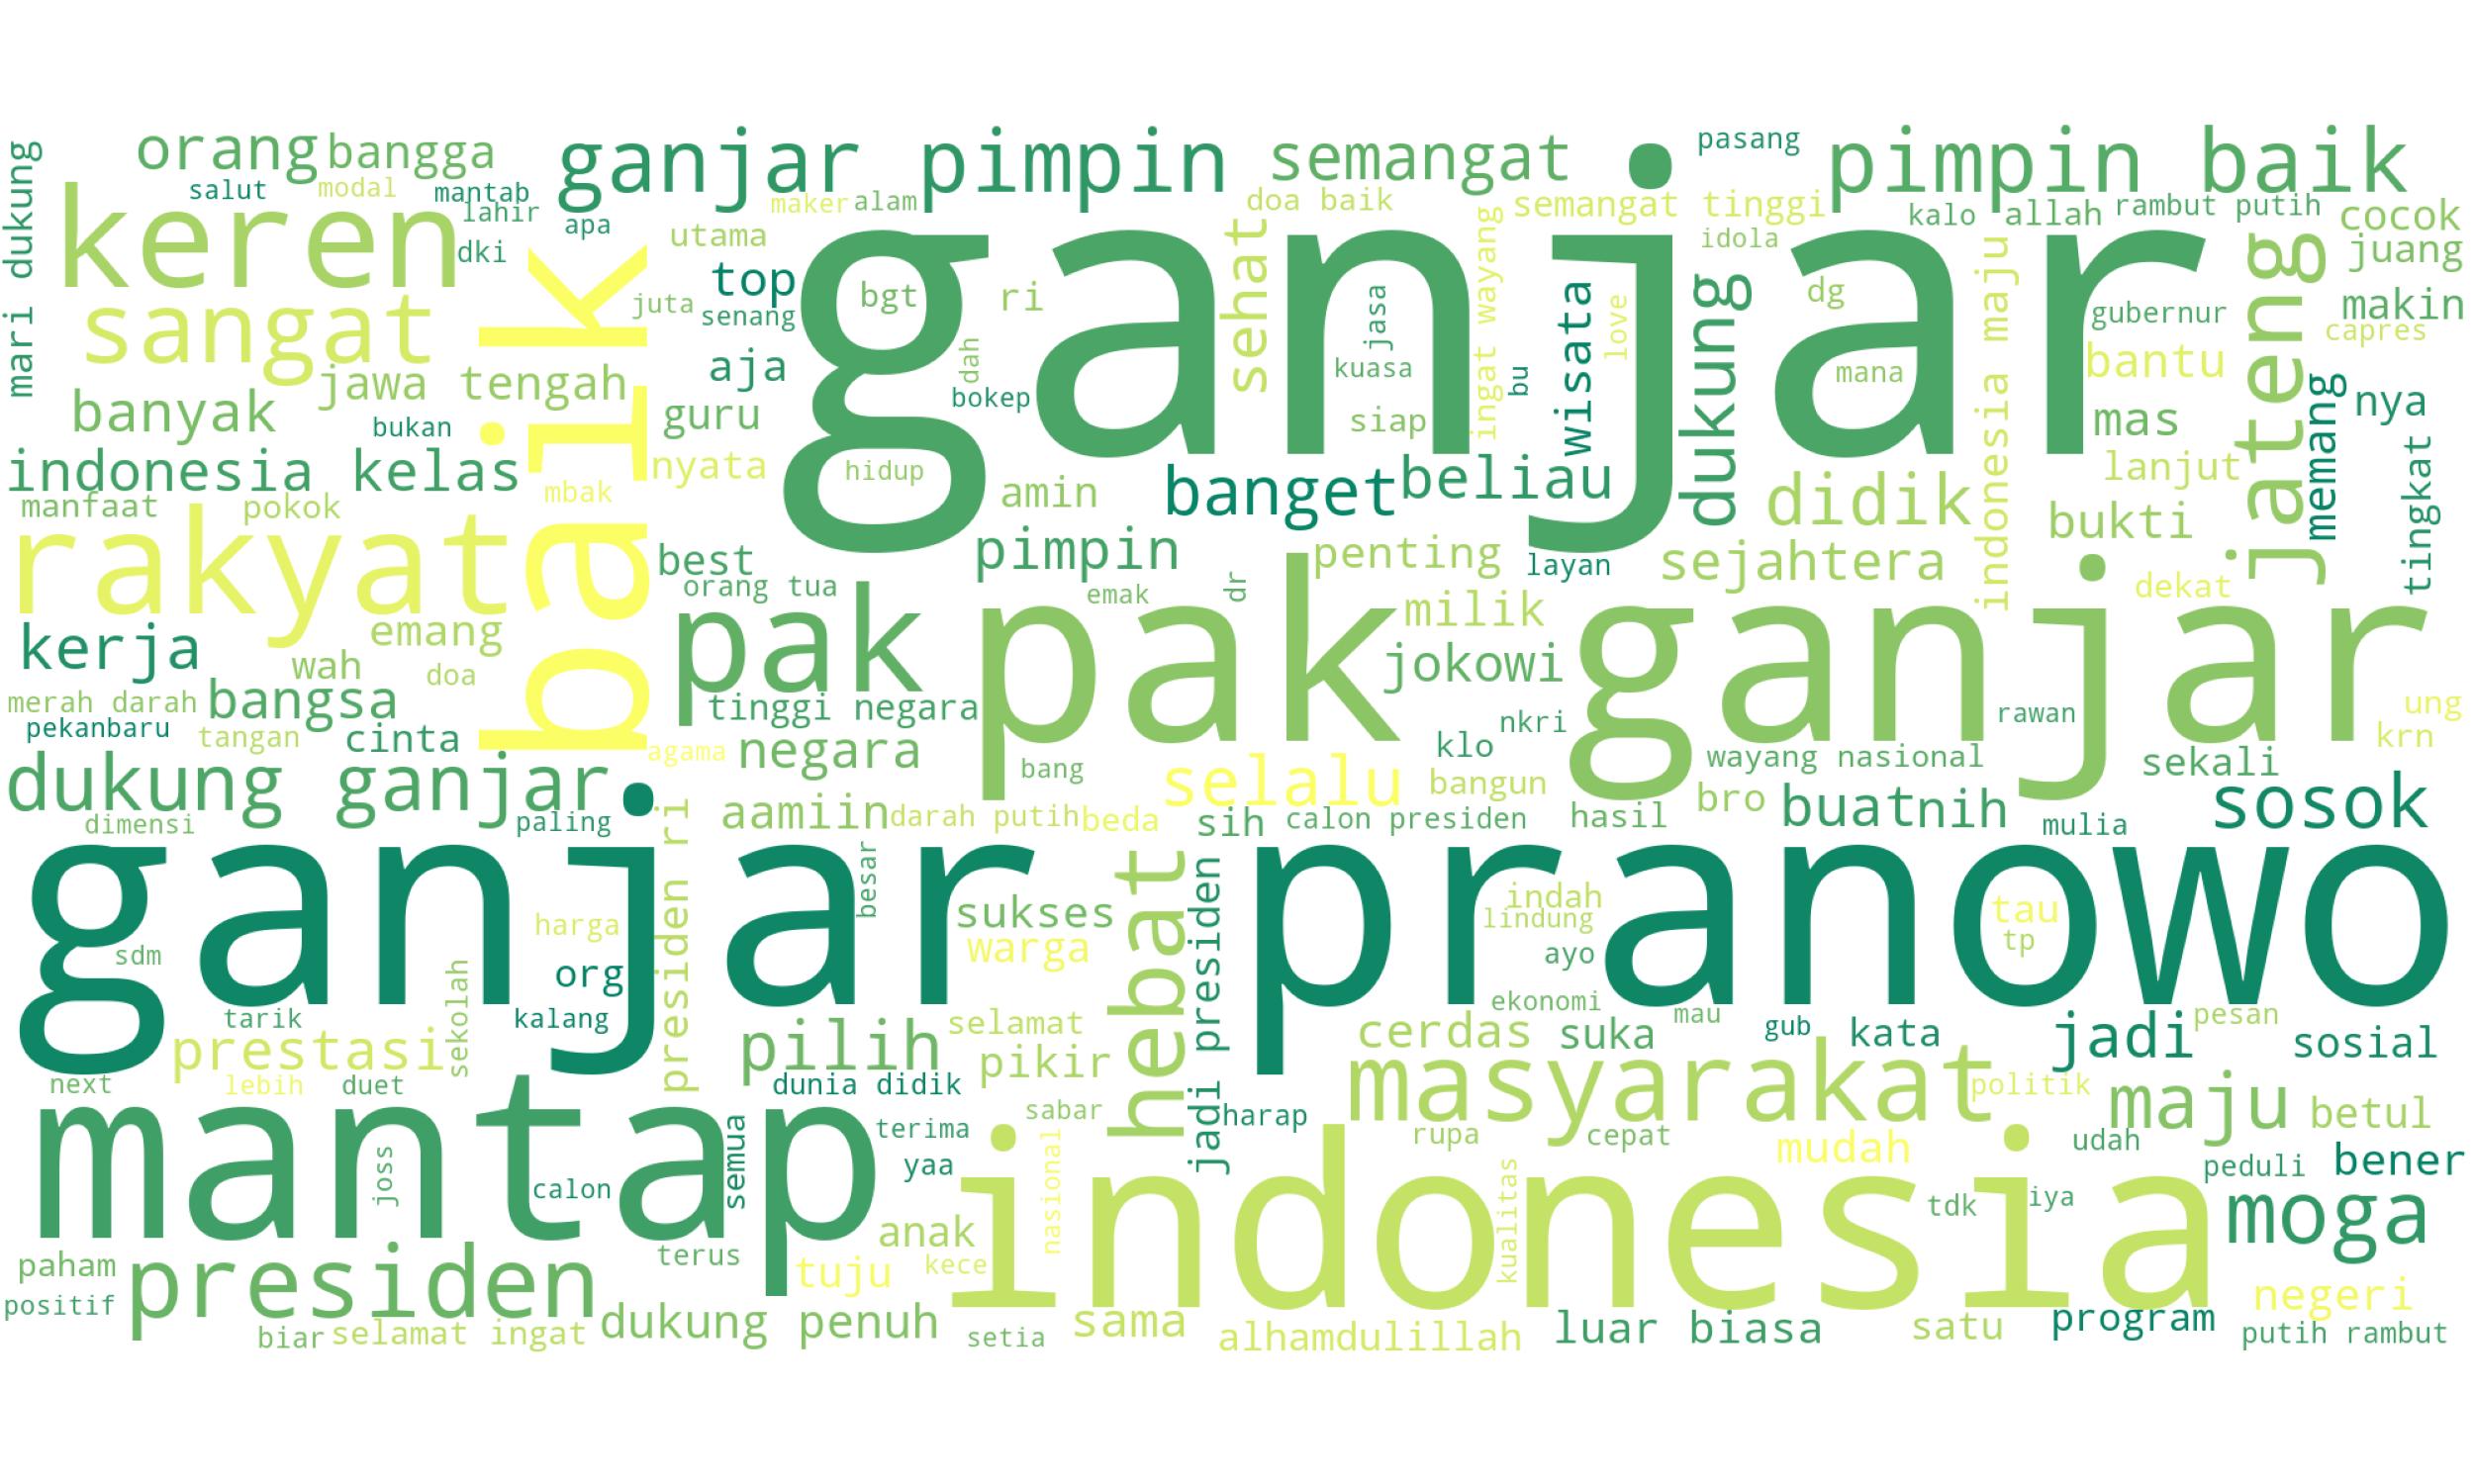 orang bangga ganjar pimpin semangat pasang pimpin baik
mari dukung
salut modal mantab
keren
lahir apa maker alam doa baik semangat tinggi kalo allah rambut putih cocok
dki utama idola juang
baik
ganjar
sehat
ingat wayang
indonesia maju
jateng
sangat juta top senang bgt ri jasa wisata love dukung dg gubernur makin capres
jawa tengah aja dah kuasa mana bantu
banyak bukan guru bokep siap bu mas memang nya
indonesia kelas nyata hidup amin banget beliau didik lanjut tingkat
manfaat pokok mbak bukti
rakyat best pimpin penting layan sejahtera dekat
orang tua emak dr
kerja emang pak pak ganjar milik
wah doa jokowi
merah darah bangsa tinggi negara nkri rawan ung
pekanbaru tangan cinta agama negara bang klo wayang nasional sekali krn
dukung ganjar selalu bangun bro buatnih sosok
dimensi paling presiden ri aamiin darah putih beda sih calon presiden hasil mulia
ganjar pranowo
besar hebat jadi presiden
harga sukses indah lindung tau
sdm sekolah org warga ayo tp
ekonomi
tarik kalang selamat cerdas suka mau gub kata jadi pesan sosial
prestasi pilih pikir masyarakat
next lebih duet dunia didik politik
mantap semua sabar harap maju betul
terima rupa cepat mudah udah
joss calon yaa nasional indonesia kualitas peduli bener
tdk iya moga
paham presiden terus anak kece
positif tuju negeri
biar selamat ingat dukung penuh setia sama alhamdulillah luar biasa satu program putih rambut